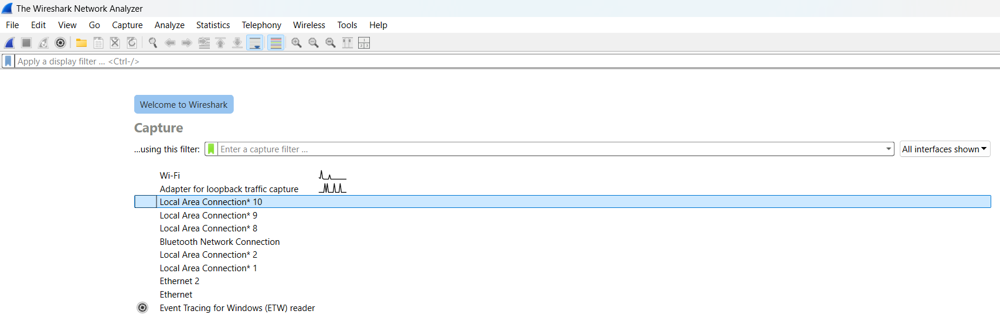 The Wireshark Network Analyzer
File Edit View Go Capture Analyze Statistics Telephony Wireless Tools Help
Apply a display filter ... <Ctrl-/>
Welcome to Wireshark
Capture
...using this filter: Enter a capture filter ... All interfaces shown
Wi-Fi
Adapter for loopback traffic capture
Local Area Connection* 10
Local Area Connection* 9
Local Area Connection* 8
Bluetooth Network Connection
Local Area Connection* 2
Local Area Connection* 1
Ethernet 2
Ethernet
Event Tracing for Windows (ETW) reader